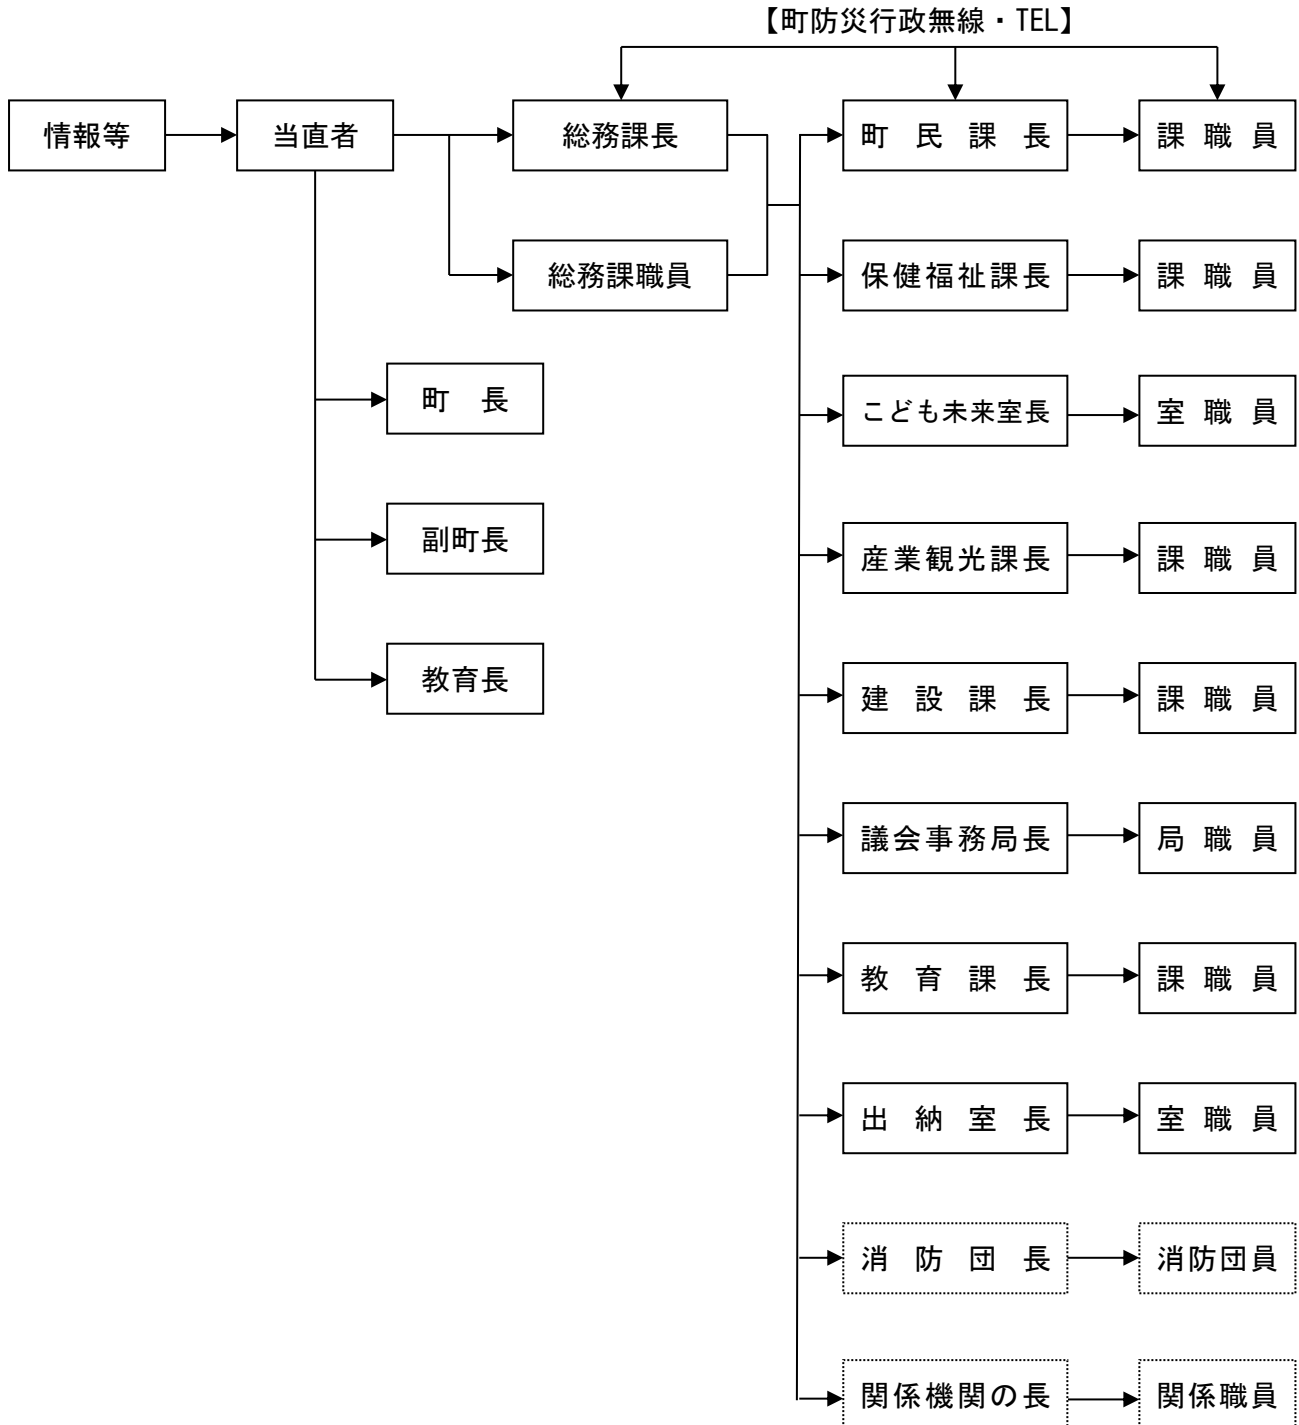 【町防災行政無線・TEL】
情報等
当直者
総務課長
町民課長
課職員
総務課職員
保健福祉課長
課職員
町長
こども未来室長
室職員
副町長
産業観光課長
課職員
教育長
建設課長
課職員
議会事務局長
局職員
教育課長
課職員
出納室長
室職員
消防団長
消防団員
関係機関の長
関係職員